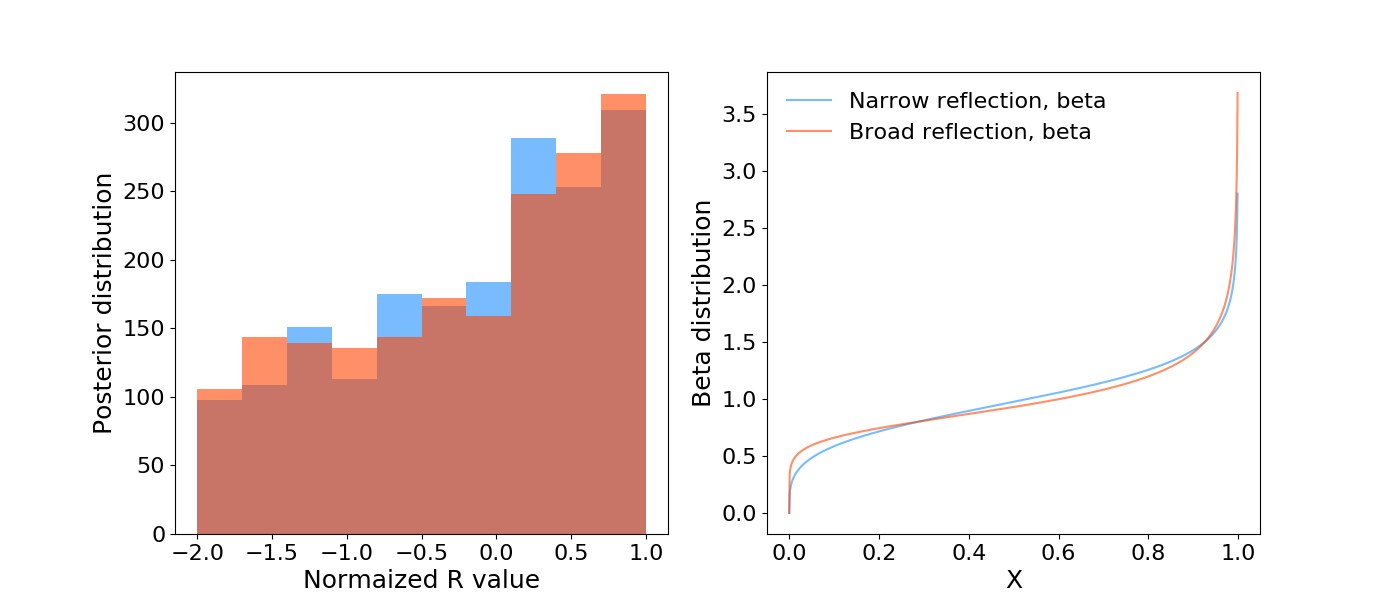 Posterior distribution
300
250
200
150
100
50
0
−2.0 −1.5 −1.0 −0.5 0.0 0.5 1.0
Normaized R value
Beta distribution
3.5
3.0
2.5
2.0
1.5
1.0
0.5
0.0
Narrow reflection, beta
Broad reflection, beta
0.0 0.2 0.4 0.6 0.8 1.0
X